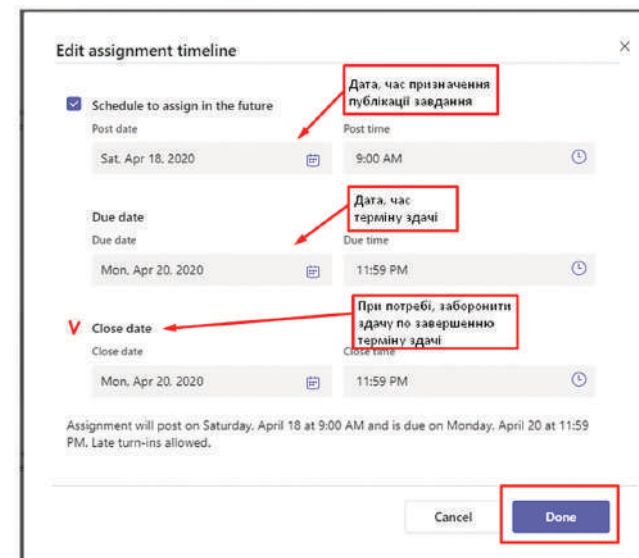 Edit assignment timeline
Дата, час призначення
публікації завдання
Schedule to assign in the future
Post date
Post time
Sat, Apr 18, 2020
9:00 AM
Дата, час
терміну здачі
Due date
Due date
Due time
Mon, Apr 20, 2020
11:59 PM
При потребі, заборонити
здачу по завершенню
терміну здачі
V Close date
Close date
Close time
Mon, Apr 20, 2020
11:59 PM
Assignment will post on Saturday, April 18 at 9:00 AM and is due on Monday, April 20 at 11:59
PM. Late turn-ins allowed.
Cancel
Done